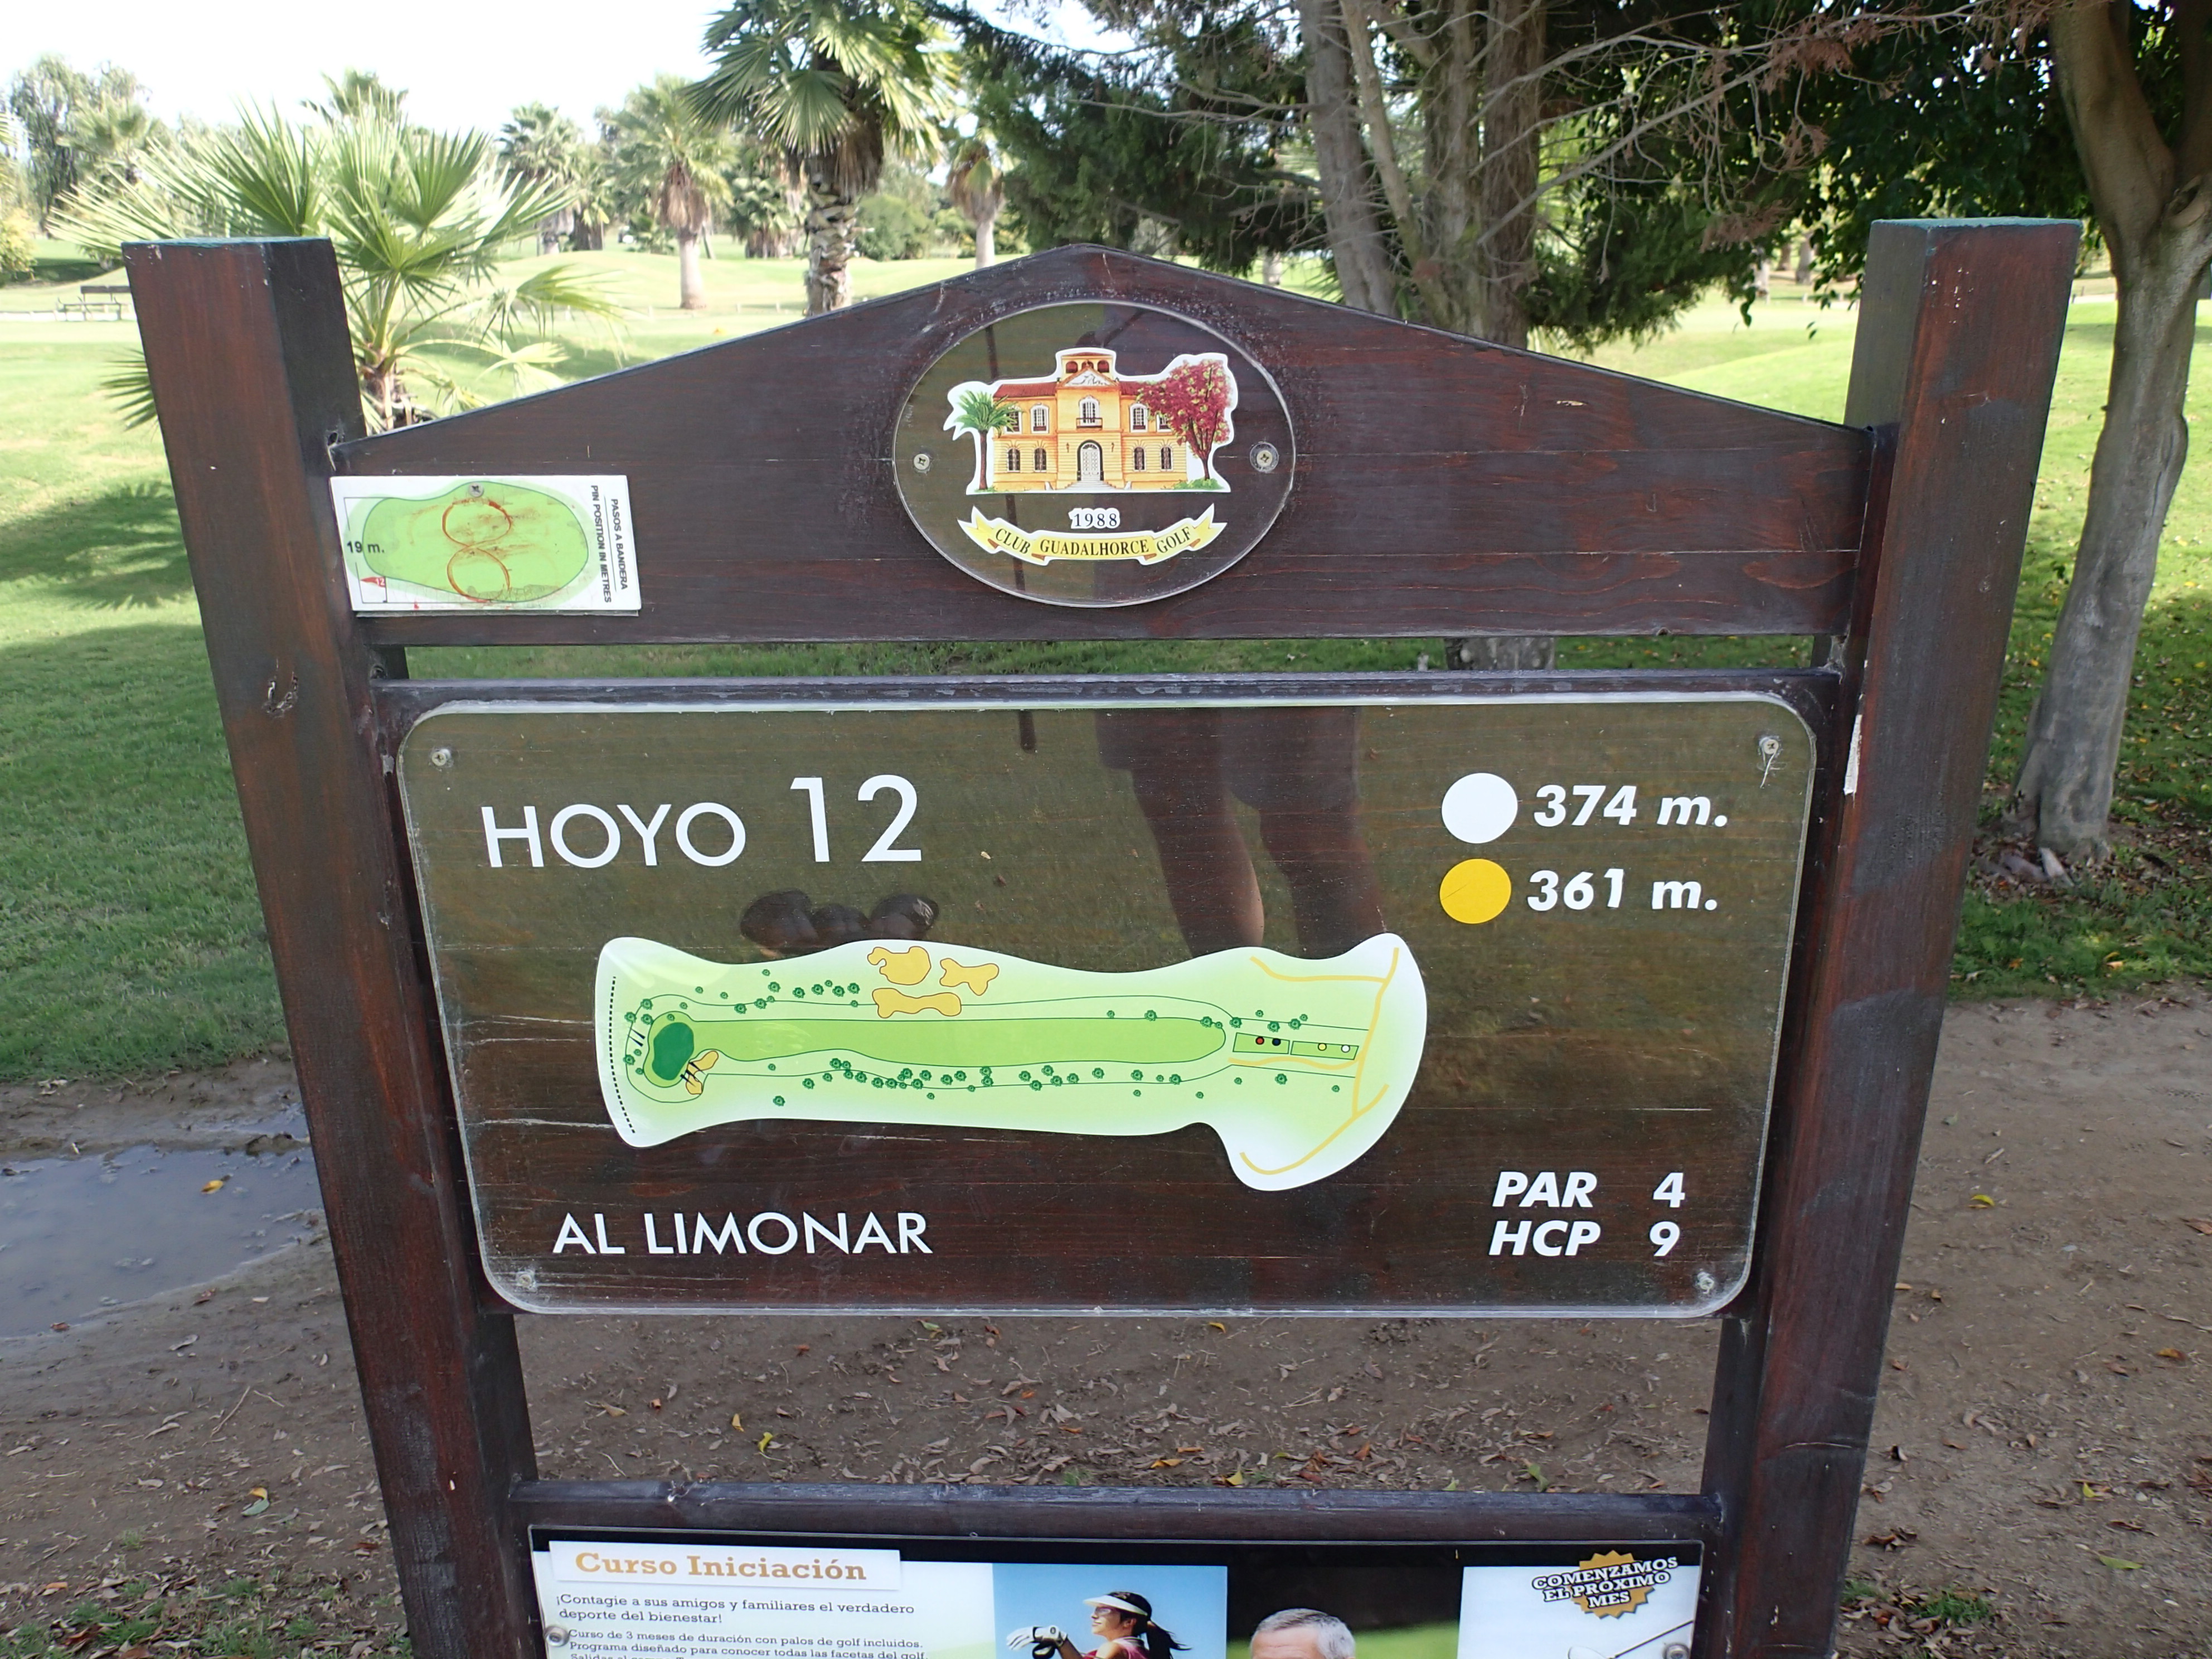 1988
CLUB GUADALHORCE GOLF
19 m.
12
PASOS A BANDERA
PIN POSITION IN METRES
HOYO 12
374 m.
361 m.
AL LIMONAR
PAR 4
HCP 9
Curso Iniciación
¡Contagie a sus amigos y familiares el verdadero
deporte del bienestar!
Curso de 3 meses de duración con palos de golf incluidos.
Programa diseñado para conocer todas las facetas del golf.
COMENZAMOS
EL PROXIMO
MES